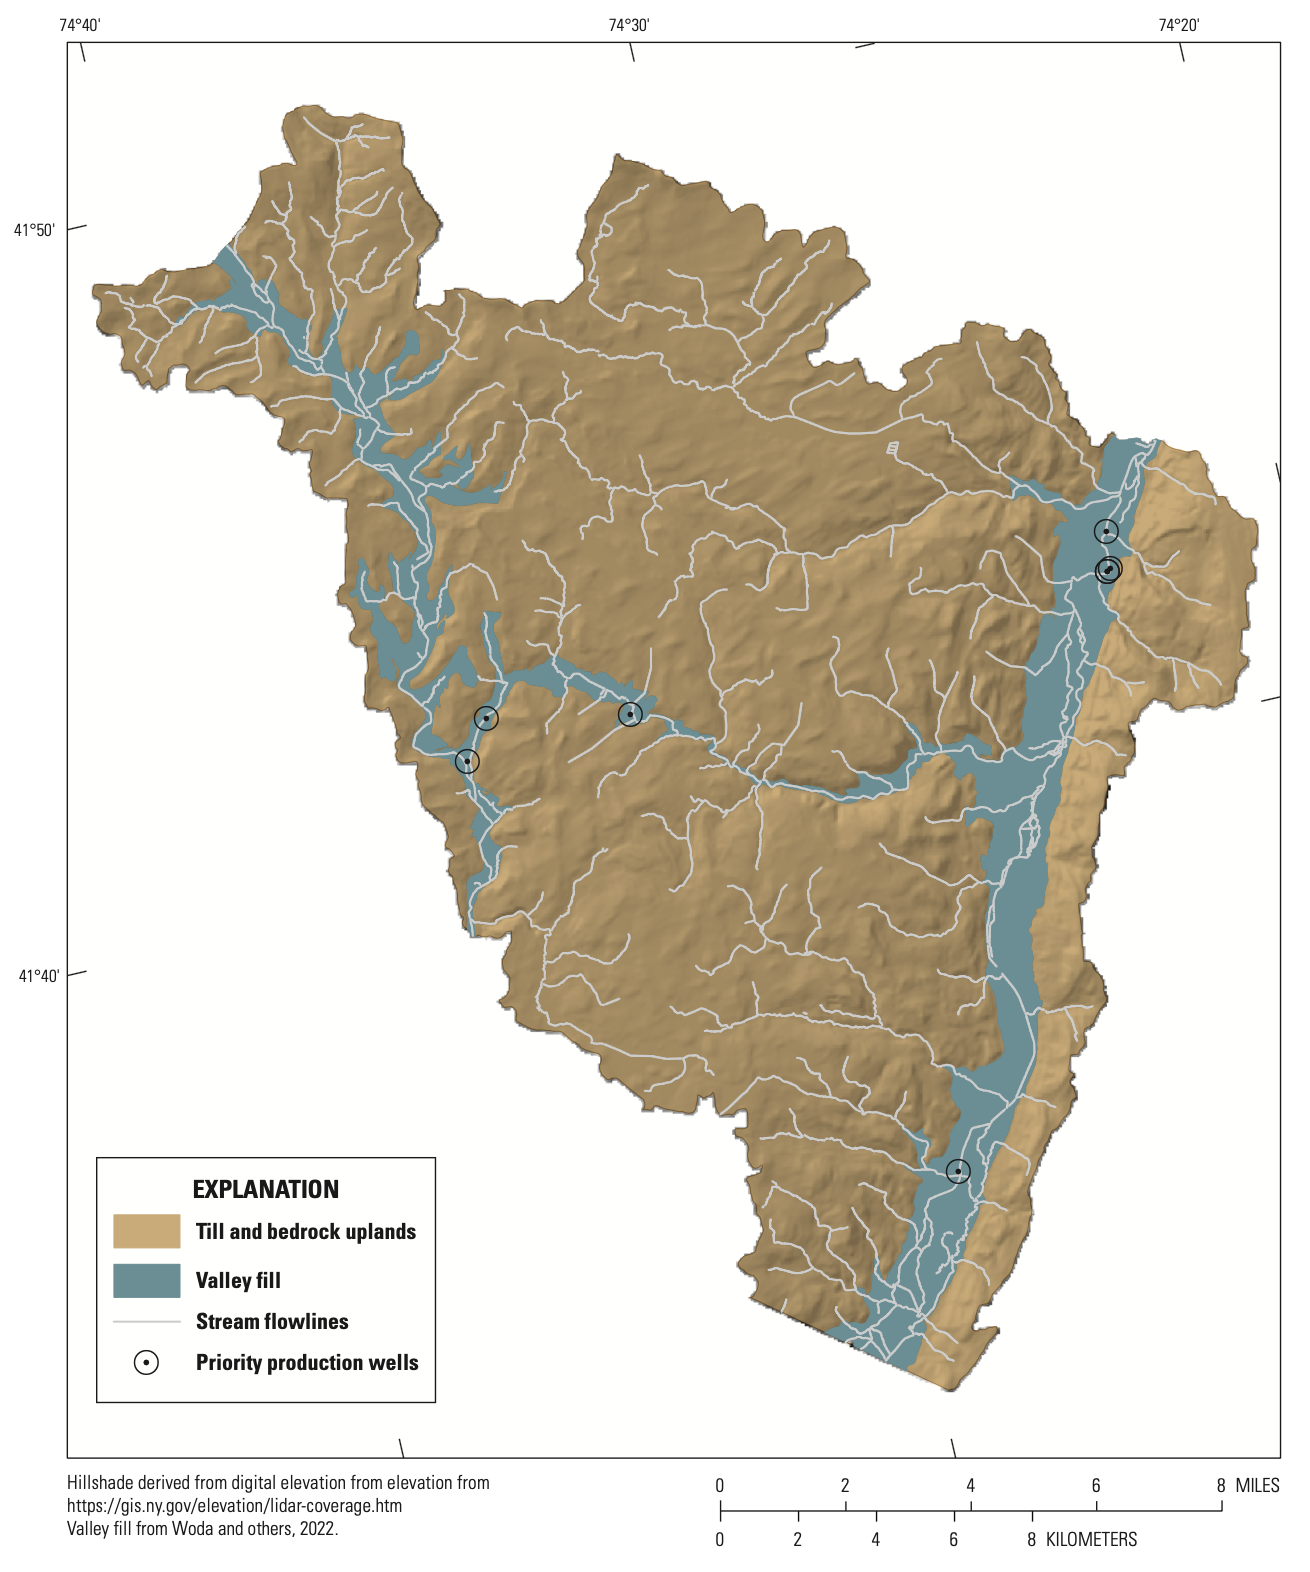 74°40'
74°30'
74°20'
41°50'
41°40'
EXPLANATION
Till and bedrock uplands
Valley fill
Stream flowlines
Priority production wells
Hillshade derived from digital elevation from elevation from
https://gis.ny.gov/elevation/lidar-coverage.htm
Valley fill from Woda and others, 2022.
0 2 4 6 8 MILES
0 2 4 6 8 KILOMETERS